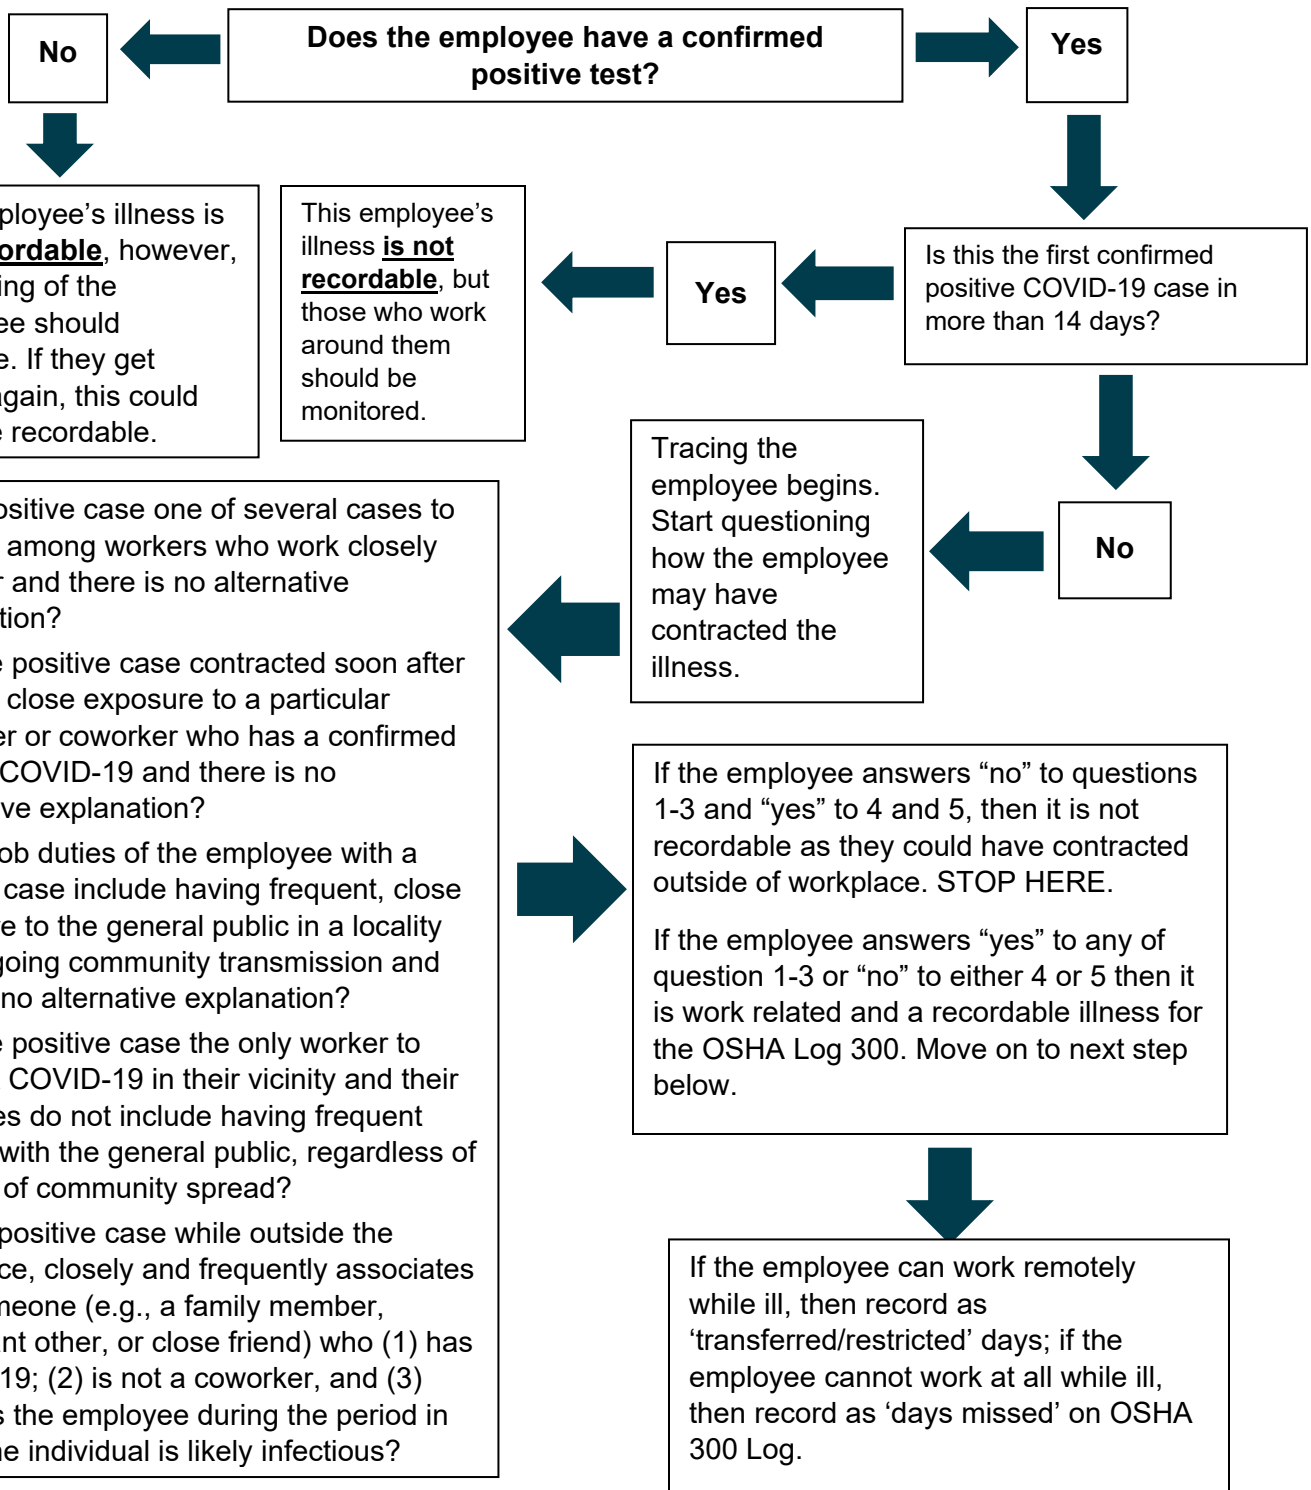 No
Does the employee have a confirmed
positive test?
Yes
ployee’s illness is
ordable, however,
ing of the
ee should
e. If they get
again, this could
e recordable.
This employee’s
illness is not
recordable, but
those who work
around them
should be
monitored.
Yes
Is this the first confirmed
positive COVID-19 case in
more than 14 days?
No
Tracing the
employee begins.
Start questioning
how the employee
may have
contracted the
illness.
ositive case one of several cases to
among workers who work closely
r and there is no alternative
tion?
e positive case contracted soon after
close exposure to a particular
er or coworker who has a confirmed
COVID-19 and there is no
ve explanation?
ob duties of the employee with a
case include having frequent, close
e to the general public in a locality
going community transmission and
no alternative explanation?
e positive case the only worker to
COVID-19 in their vicinity and their
es do not include having frequent
with the general public, regardless of
of community spread?
positive case while outside the
ce, closely and frequently associates
meone (e.g., a family member,
ant other, or close friend) who (1) has
19; (2) is not a coworker, and (3)
s the employee during the period in
he individual is likely infectious?
If the employee answers “no” to questions
1-3 and “yes” to 4 and 5, then it is not
recordable as they could have contracted
outside of workplace. STOP HERE.
If the employee answers “yes” to any of
question 1-3 or “no” to either 4 or 5 then it
is work related and a recordable illness for
the OSHA Log 300. Move on to next step
below.
If the employee can work remotely
while ill, then record as
‘transferred/restricted’ days; if the
employee cannot work at all while ill,
then record as ‘days missed’ on OSHA
300 Log.